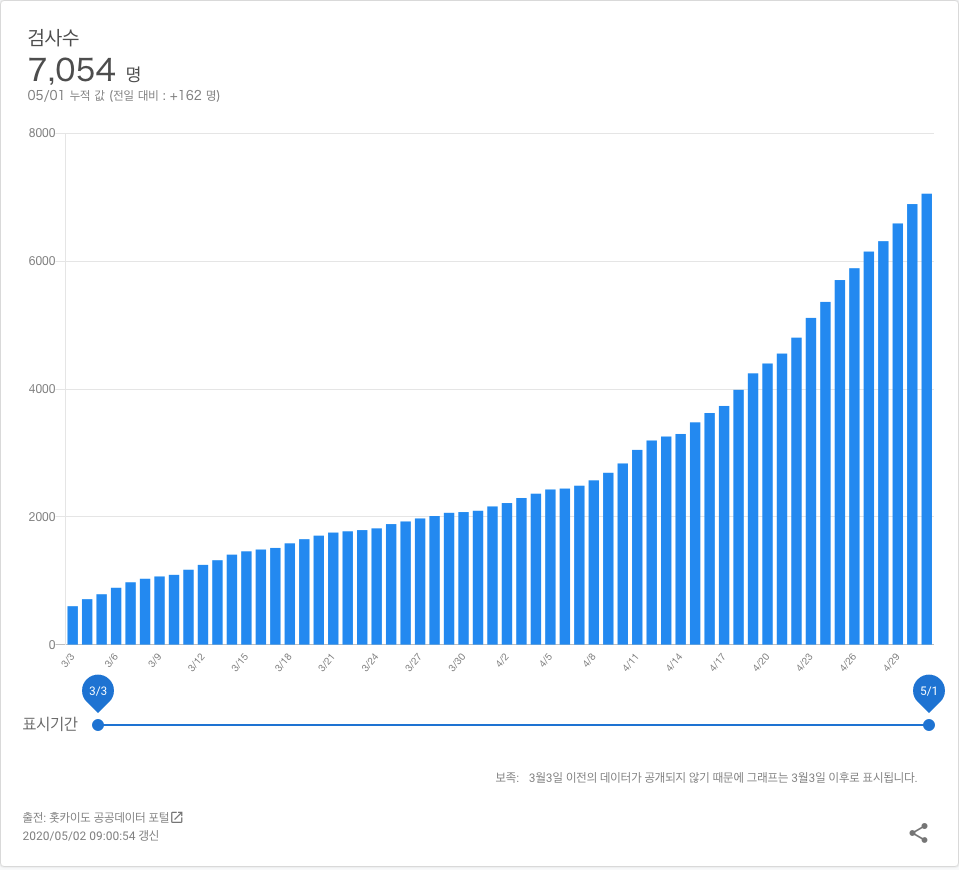 검사수
7,054 명
05/01 누적 값 (전일 대비 : +162 명)
8000
6000
4000
2000
0
3/3 3/6 3/9 3/12 3/15 3/18 3/21 3/24 3/27 3/30 4/2 4/5 4/8 4/11 4/14 4/17 4/20 4/23 4/26 4/29
3/3 5/1
표시기간
보족: 3월3일 이전의 데이터가 공개되지 않기 때문에 그래프는 3월3일 이후로 표시됩니다.
출전: 홋카이도 공공데이터 포털
2020/05/02 09:00:54 갱신